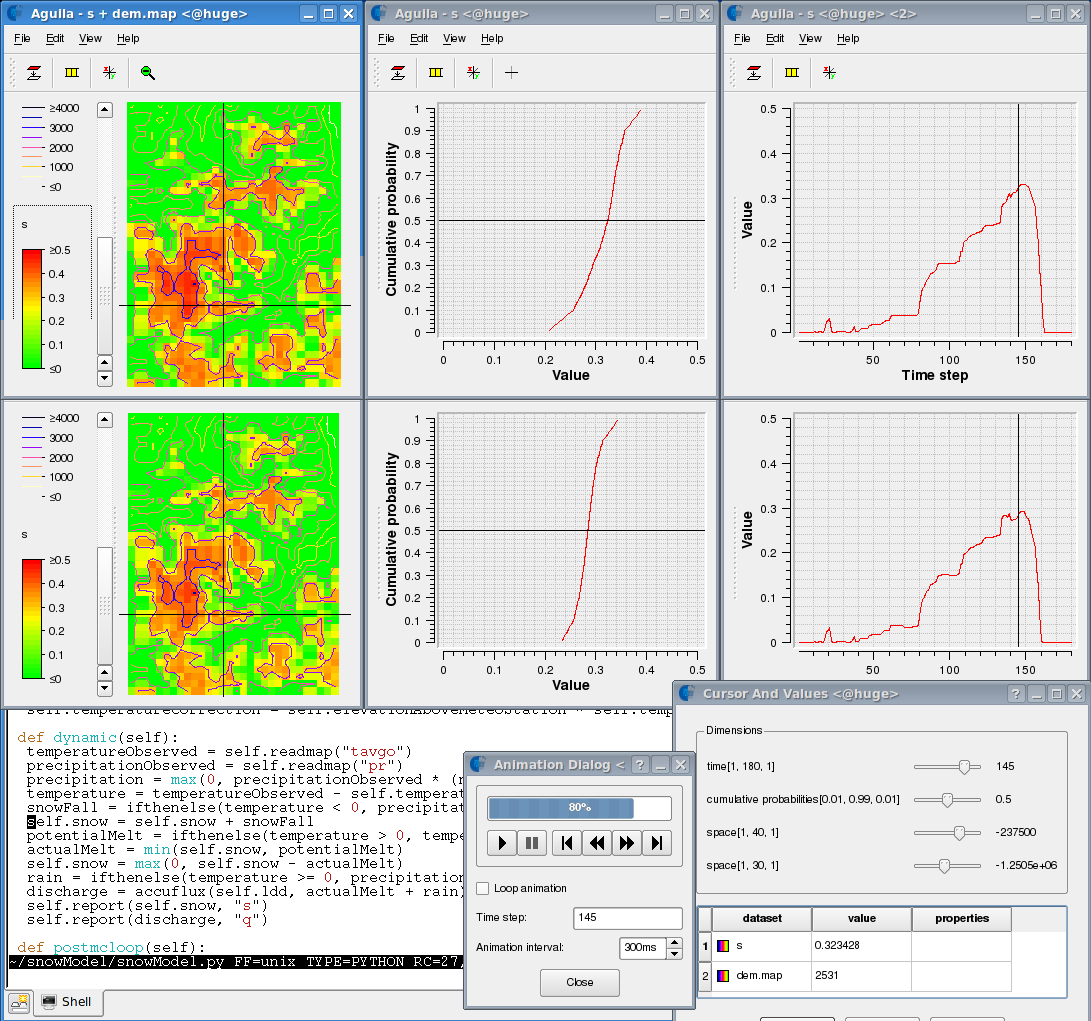 Aguila - s + dem.map <@huge>
File Edit View Help
≥4000
3000
2000
1000
≤0
s
≥0.5
0.4
0.3
0.2
0.1
≤0
Aguila - s <@huge>
File Edit View Help
Cumulative probability
1
0.9
0.8
0.7
0.6
0.5
0.4
0.3
0.2
0.1
0
0 0.1 0.2 0.3 0.4 0.5
Value
Aguila - s <@huge> <2>
File Edit View Help
Value
0.5
0.4
0.3
0.2
0.1
0
50 100 150
Time step
≥4000
3000
2000
1000
≤0
s
≥0.5
0.4
0.3
0.2
0.1
≤0
Cumulative probability
1
0.9
0.8
0.7
0.6
0.5
0.4
0.3
0.2
0.1
0
0 0.1 0.2 0.3 0.4 0.5
Value
Value
0.5
0.4
0.3
0.2
0.1
0
def dynamic(self):
temperatureObserved = self.readmap("tavgo")
precipitationObserved = self.readmap("pr")
precipitation = max(0, precipitationObserved * (
temperature = temperatureObserved - self.temperat
snowFall = ifthenelse(temperature < 0, precipitat
self.snow = self.snow + snowFall
potentialMelt = ifthenelse(temperature > 0, tempe
actualMelt = min(self.snow, potentialMelt)
self.snow = max(0, self.snow - actualMelt)
rain = ifthenelse(temperature >= 0, precipitation
discharge = accuflux(self.ldd, actualMelt + rain)
self.report(self.snow, "s")
self.report(discharge, "q")
def postmcloop(self):
~/snowModel/snowModel.py FF=unix TYPE=PYTHON RC=27,
Shell
Animation Dialog <
80%
Loop animation
Time step: 145
Animation interval: 300ms
Close
Cursor And Values <@huge>
Dimensions
time[1, 180, 1] 145
cumulative probabilities[0.01, 0.99, 0.01] 0.5
space[1, 40, 1] -237500
space[1, 30, 1] -1.2505e+06
dataset value properties
1 s 0.323428
2 dem.map 2531